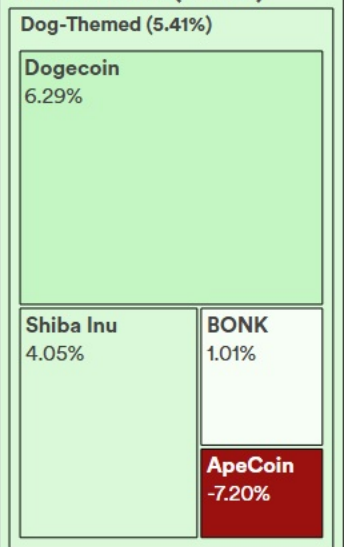 Dog-Themed (5.41%)
Dogecoin
6.29%
Shiba Inu
4.05%
BONK
1.01%
ApeCoin
-7.20%